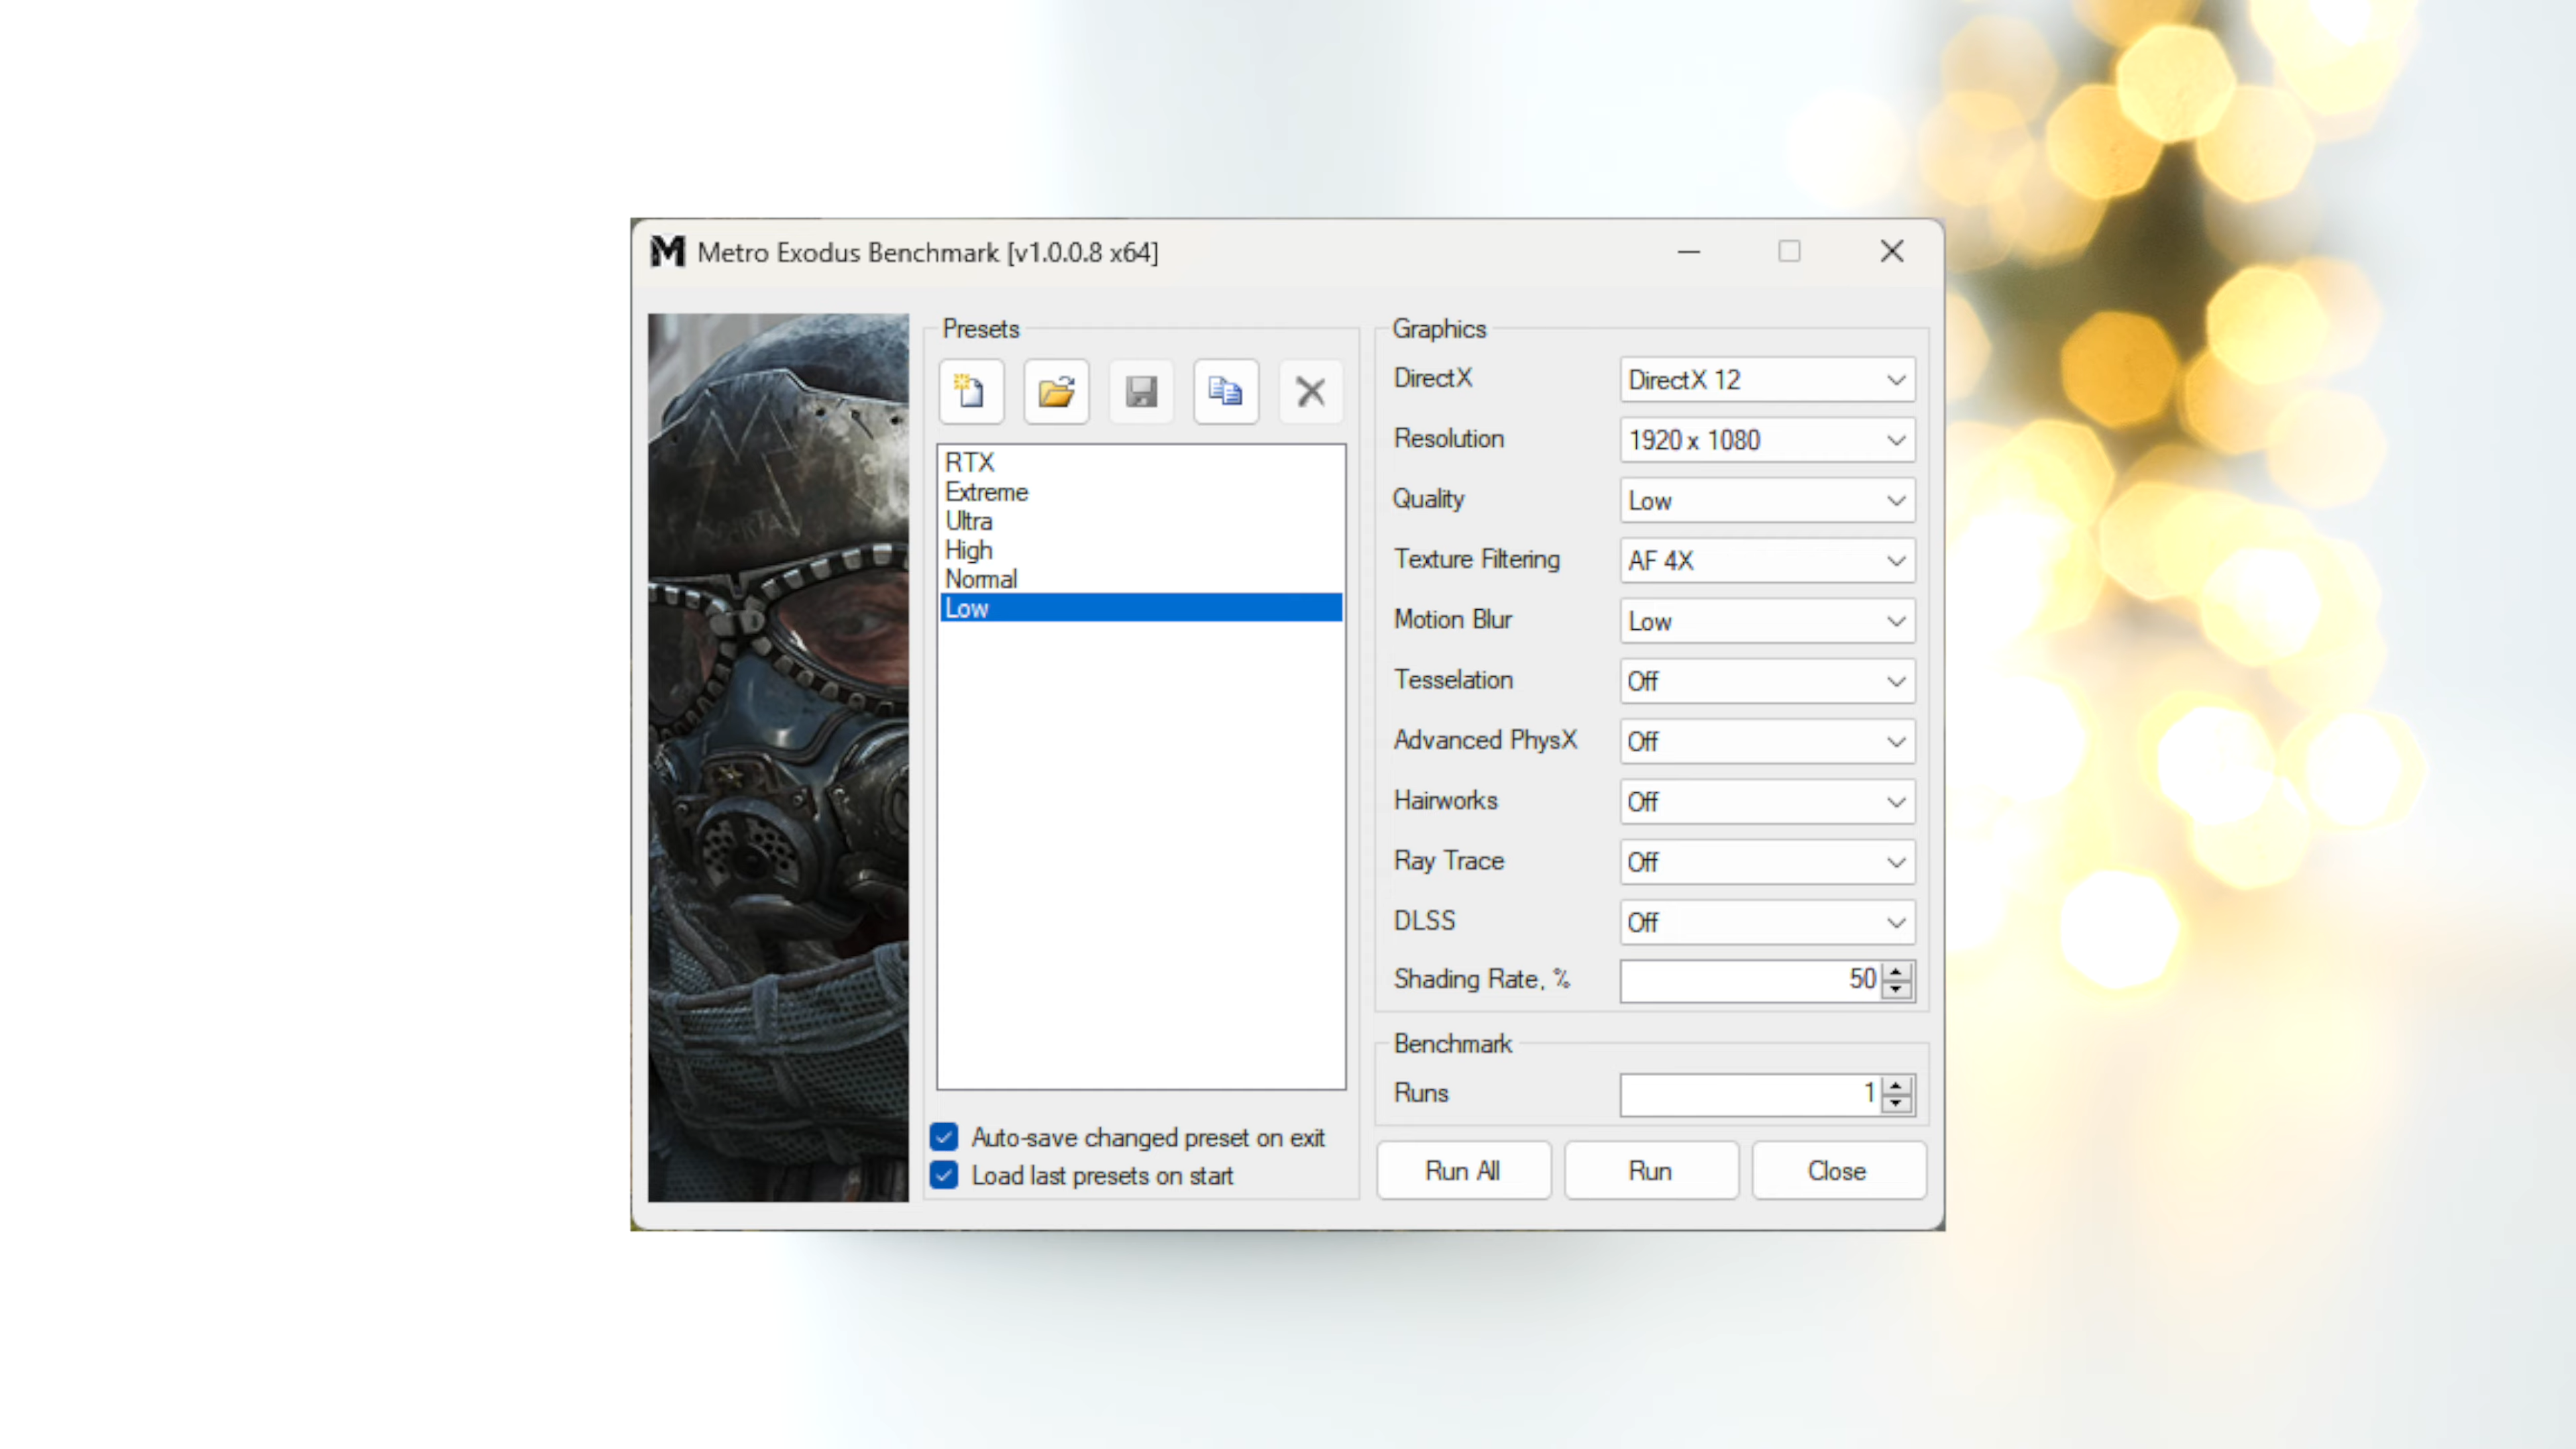 Metro Exodus Benchmark [v1.0.0.8 x64]
Presets
RTX
Extreme
Ultra
High
Normal
Low
Auto-save changed preset on exit
Load last presets on start
Graphics
DirectX DirectX 12
Resolution 1920 x 1080
Quality Low
Texture Filtering AF 4X
Motion Blur Low
Tesselation Off
Advanced PhysX Off
Hairworks Off
Ray Trace Off
DLSS Off
Shading Rate, % 50
Benchmark
Runs 1
Run All Run Close